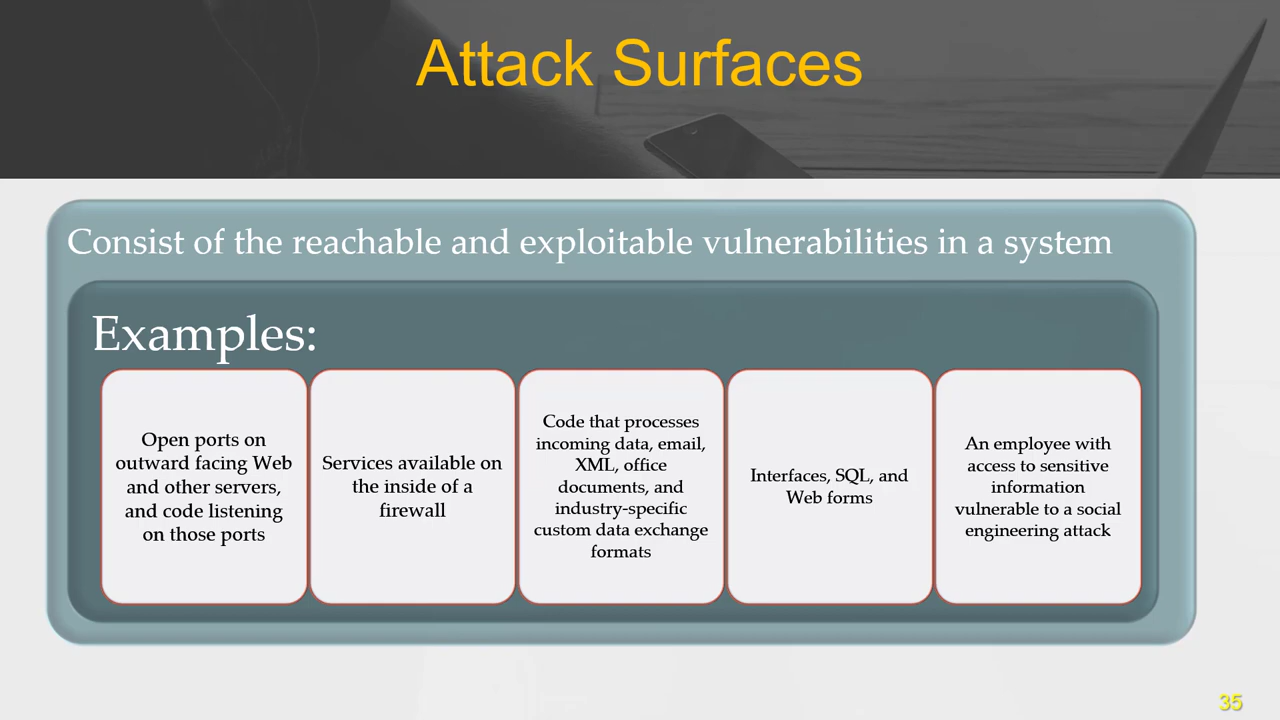 Attack Surfaces
Consist of the reachable and exploitable vulnerabilities in a system
Examples:
Open ports on
outward facing Web
and other servers,
and code listening
on those ports
Services available on
the inside of a
firewall
Code that processes
incoming data, email,
XML, office
documents, and
industry-specific
custom data exchange
formats
Interfaces, SQL, and
Web forms
An employee with
access to sensitive
information
vulnerable to a social
engineering attack
35